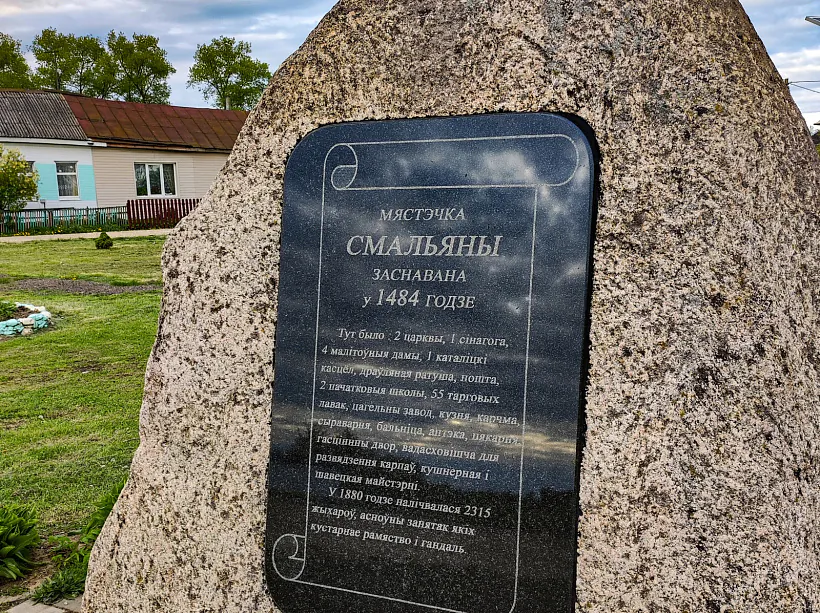 МЯСТЭЧКА
СМАЛЬЯНЫ
ЗАСНАВАНА
у 1484 ГОДЗЕ
Тут было : 2 царквы, 1 сінагога,
4 малітоўныя дамы, 1 каталіцкі
касцёл, драўляная ратуша, пошта,
2 пачатковыя школы, 55 тарговых
лавак, цагельны завод, кузня, карчма,
сыраварня, бальніца, аптэка, пякарня,
гасцінны двор, валасховішча для
развядзення карпаў, кушнерная і
шавецкая майстэрні.
У 1880 годзе налічвалася 2315
жыхароў, асноўны занятак якіх
кустарнае рамяство і гандаль.